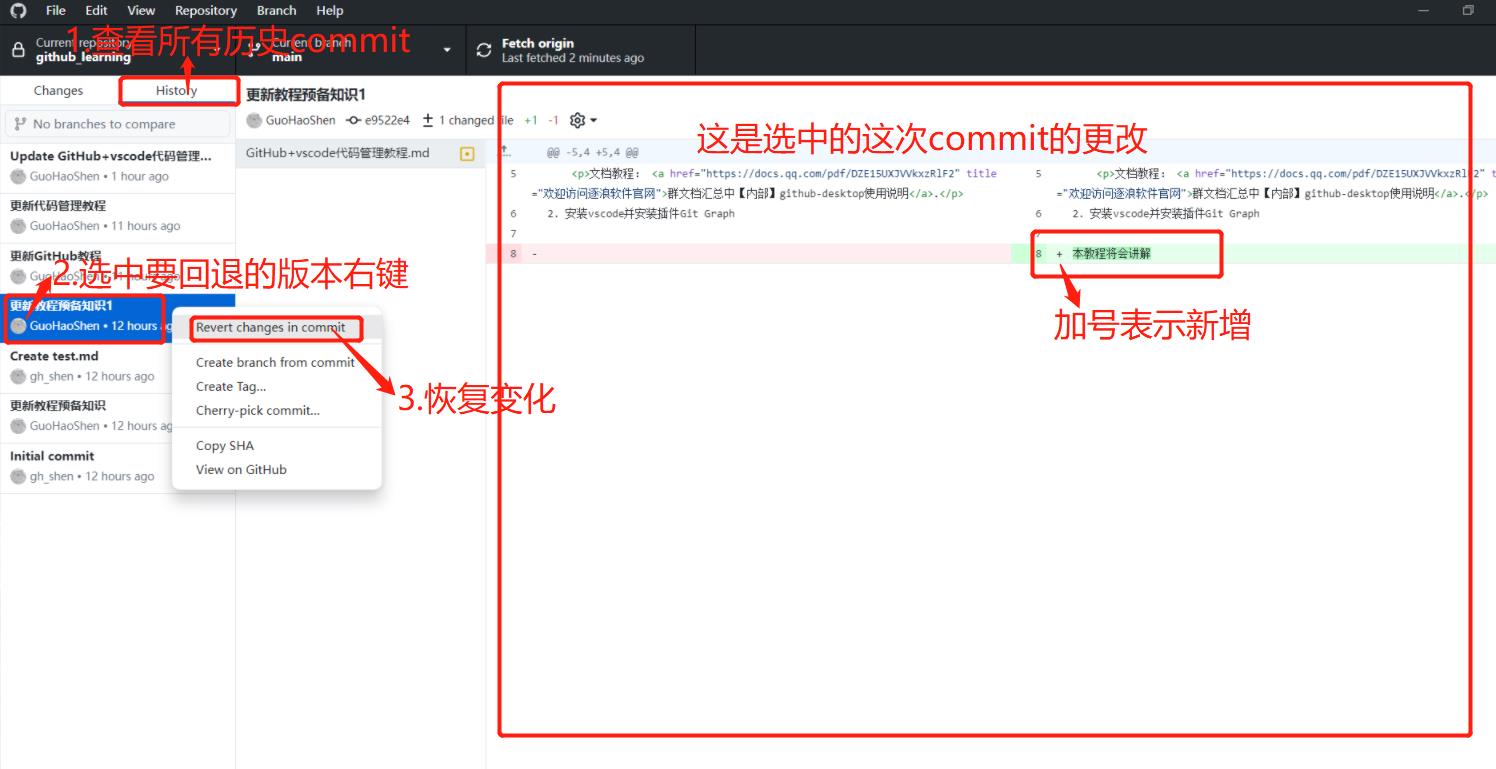 File Edit View Repository Branch Help
1.查看所有历史commit
Current repository
github_learning
Current branch
main
Fetch origin
Last fetched 2 minutes ago
Changes
History
No branches to compare
Update GitHub+vscode代码管理...
GuoHaoShen • 1 hour ago
更新代码管理教程
GuoHaoShen • 11 hours ago
更新GitHub教程
GuoHaoShen • 11 hours ago
2.选中要回退的版本右键
更新教程预备知识1
GuoHaoShen • 12 hours ag
Create test.md
gh_shen • 12 hours ago
更新教程预备知识
GuoHaoShen • 12 hours ag
Initial commit
gh_shen • 12 hours ago
Revert changes in commit
Create branch from commit
Create Tag...
Cherry-pick commit...
Copy SHA
View on GitHub
3.恢复变化
更新教程预备知识1
GuoHaoShen e9522e4 1 changed file +1 -1
GitHub+vscode代码管理教程.md
这是选中的这次commit的更改
@@ -5,4 +5,4 @@
5 <p>文档教程: <a href="https://docs.qq.com/pdf/DZE15UXJVVkxzRlF2" title
="欢迎访问逐浪软件官网">群文档汇总中【内部】github-desktop使用说明</a>.</p>
6 2. 安装vscode并安装插件Git Graph
7
8 -
5 <p>文档教程: <a href="https://docs.qq.com/pdf/DZE15UXJVVkxzRlF2" t
="欢迎访问逐浪软件官网">群文档汇总中【内部】github-desktop使用说明</a>.</p>
6 2. 安装vscode并安装插件Git Graph
7
8 + 本教程将会讲解
加号表示新增